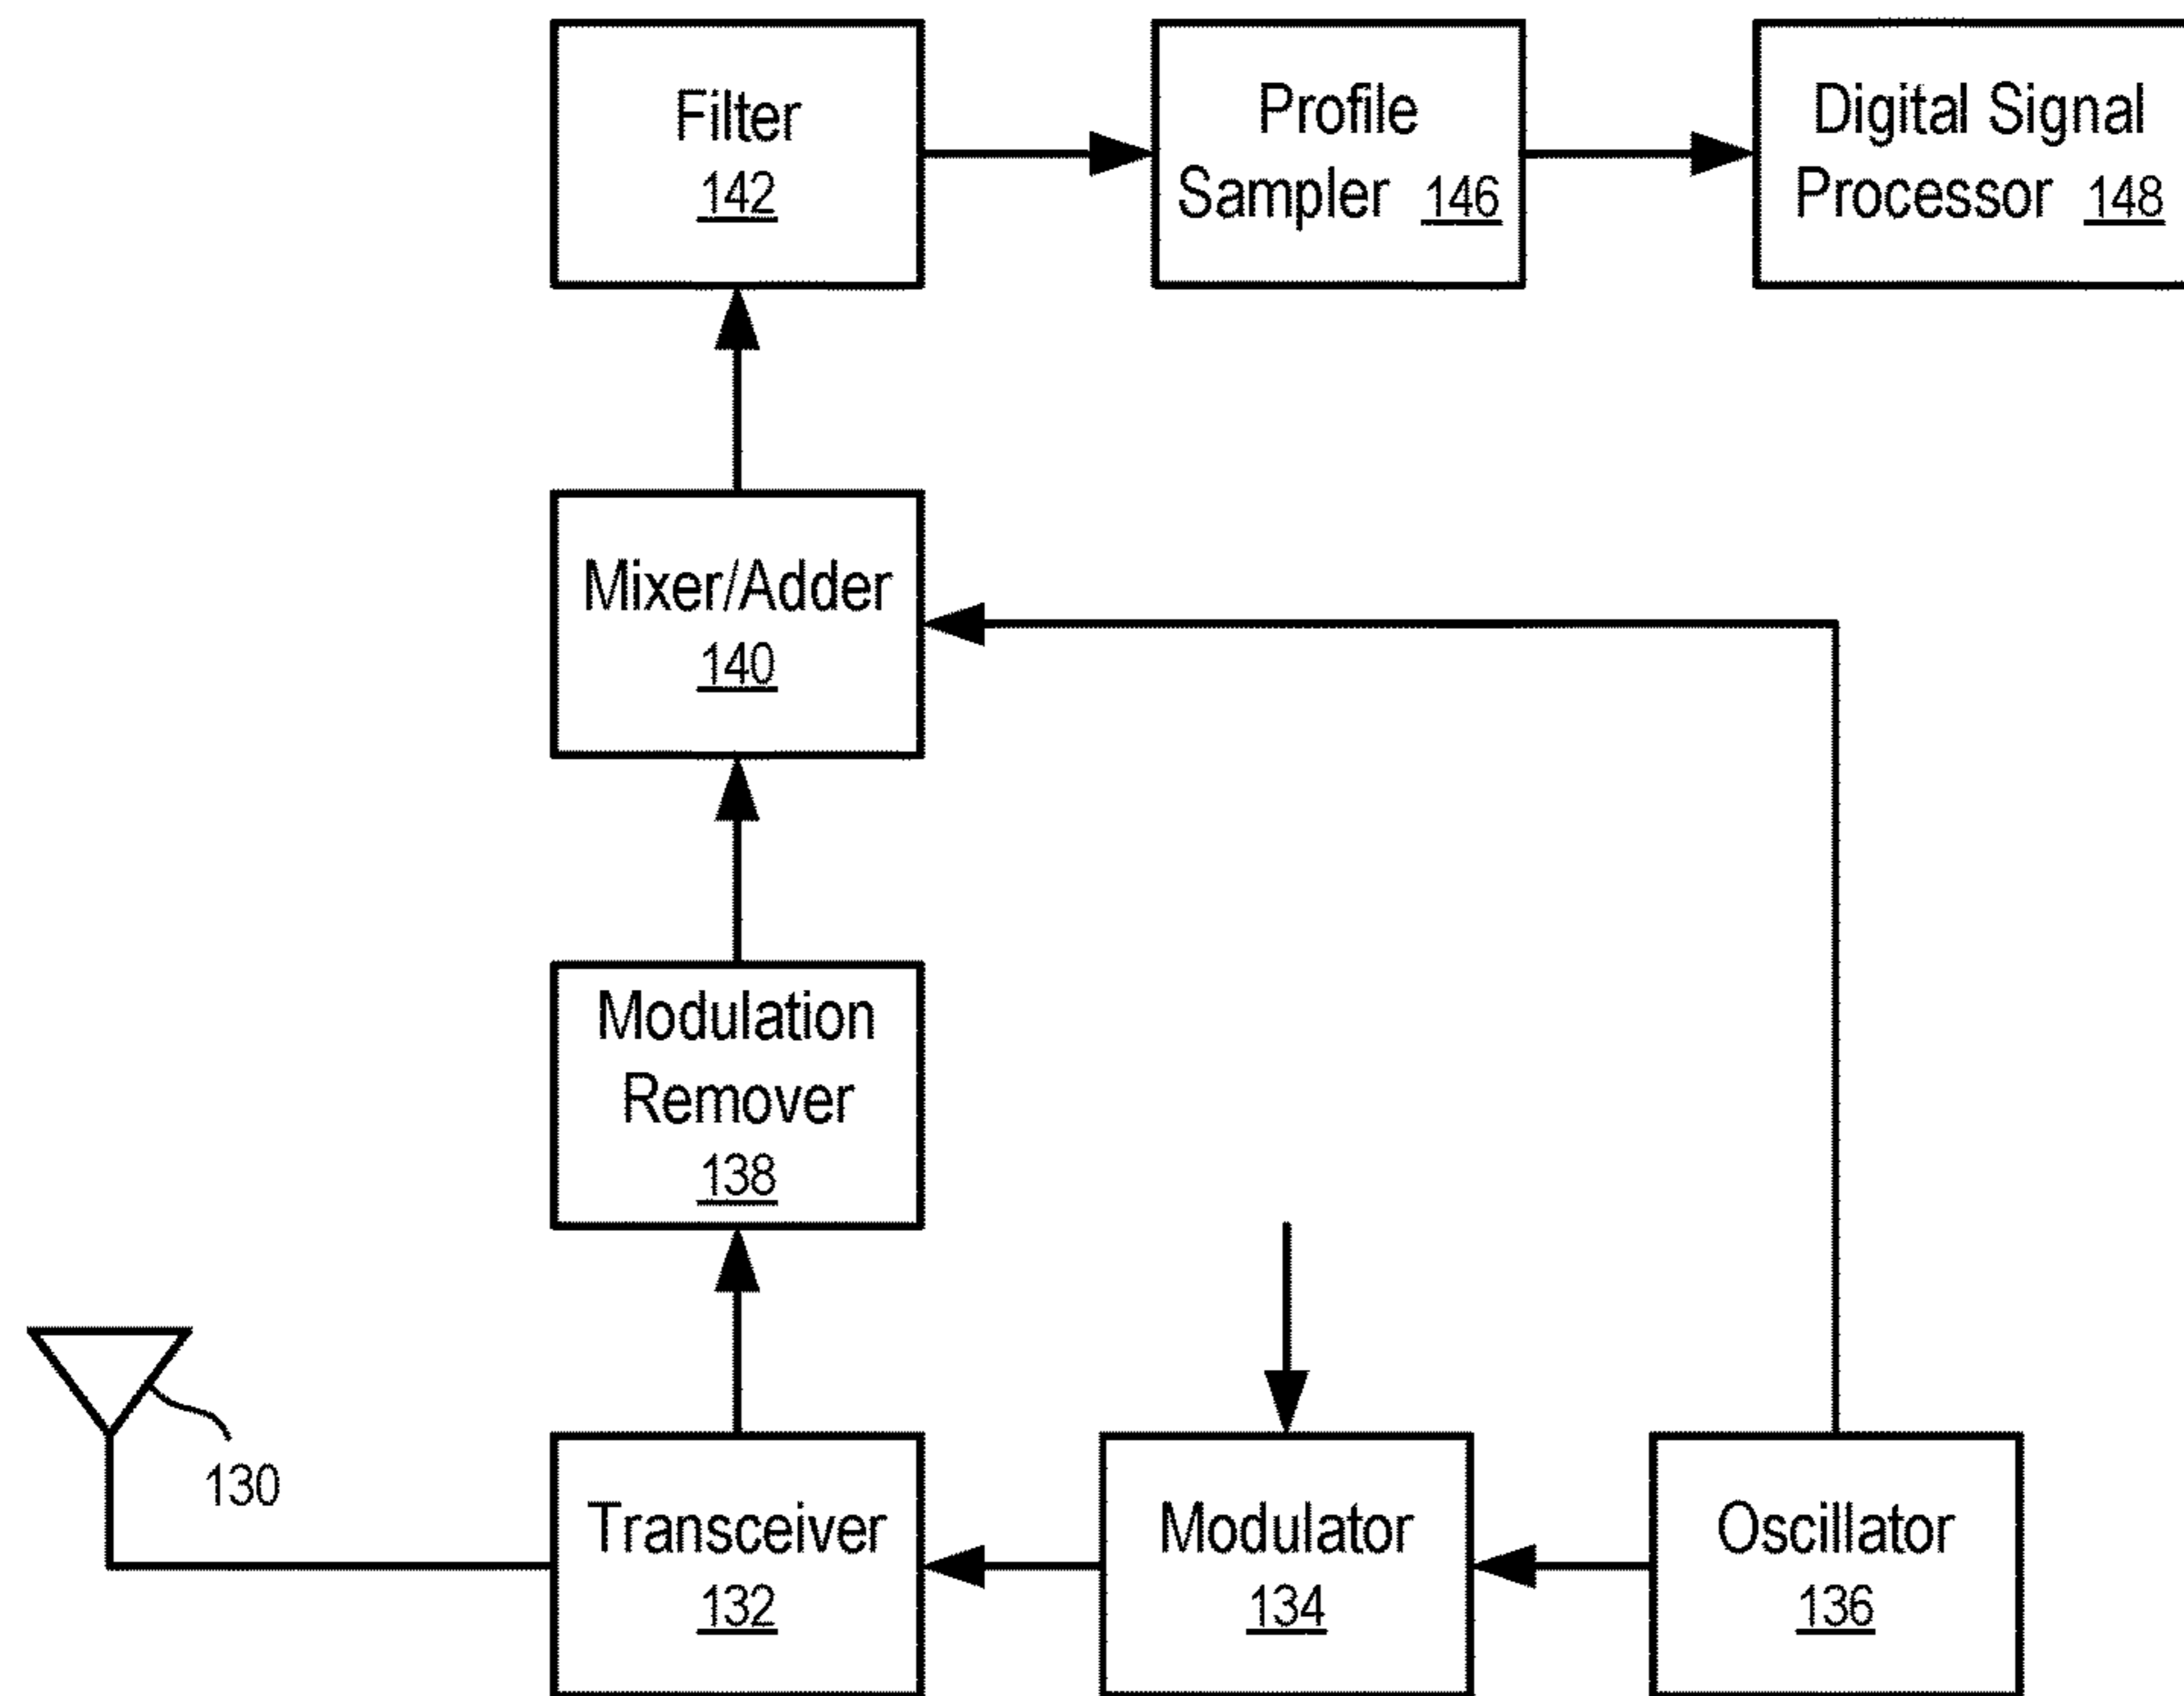 Filter
142
Profile
Sampler 146
Digital Signal
Processor 148
Mixer/Adder
140
Modulation
Remover
138
130
Transceiver
132
Modulator
134
Oscillator
136